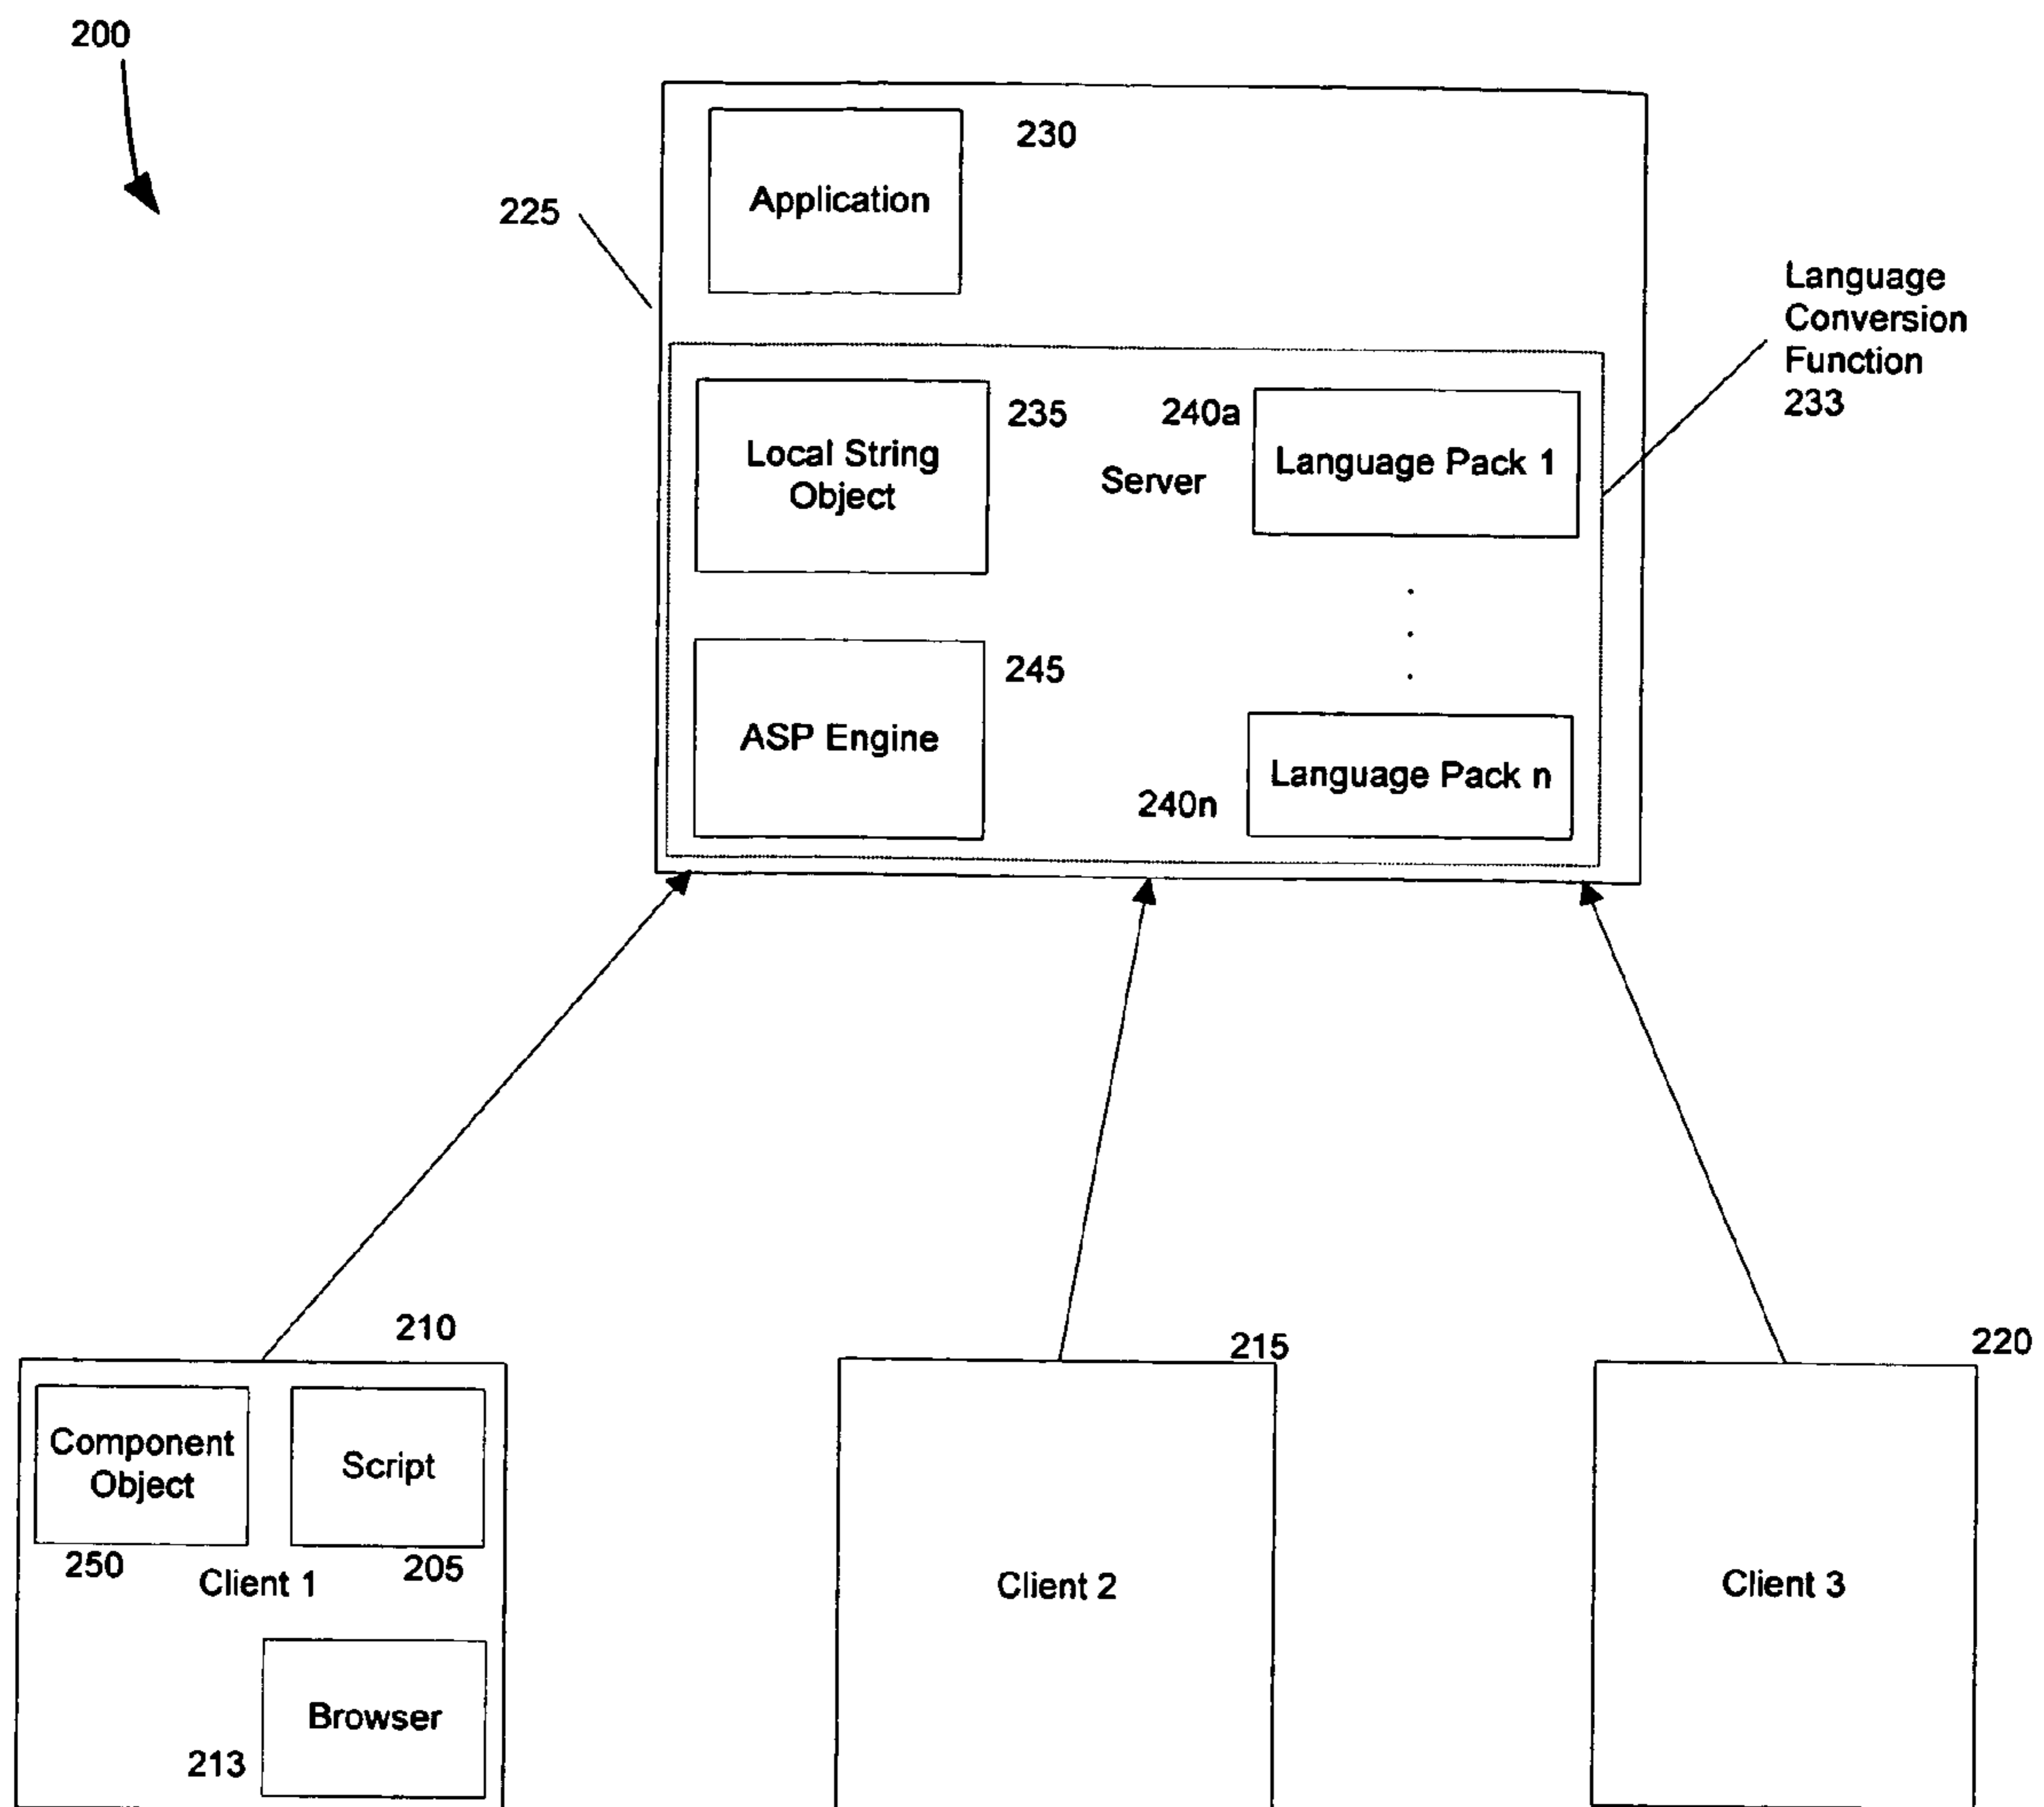 200
230
Application
225
Language
Conversion
Function
233
235
240a
Local String
Object
Server
Language Pack 1
245
ASP Engine
Language Pack n
240n
210
215
220
Component
Object
Script
250
205
Client 1
Client 2
Client 3
Browser
213